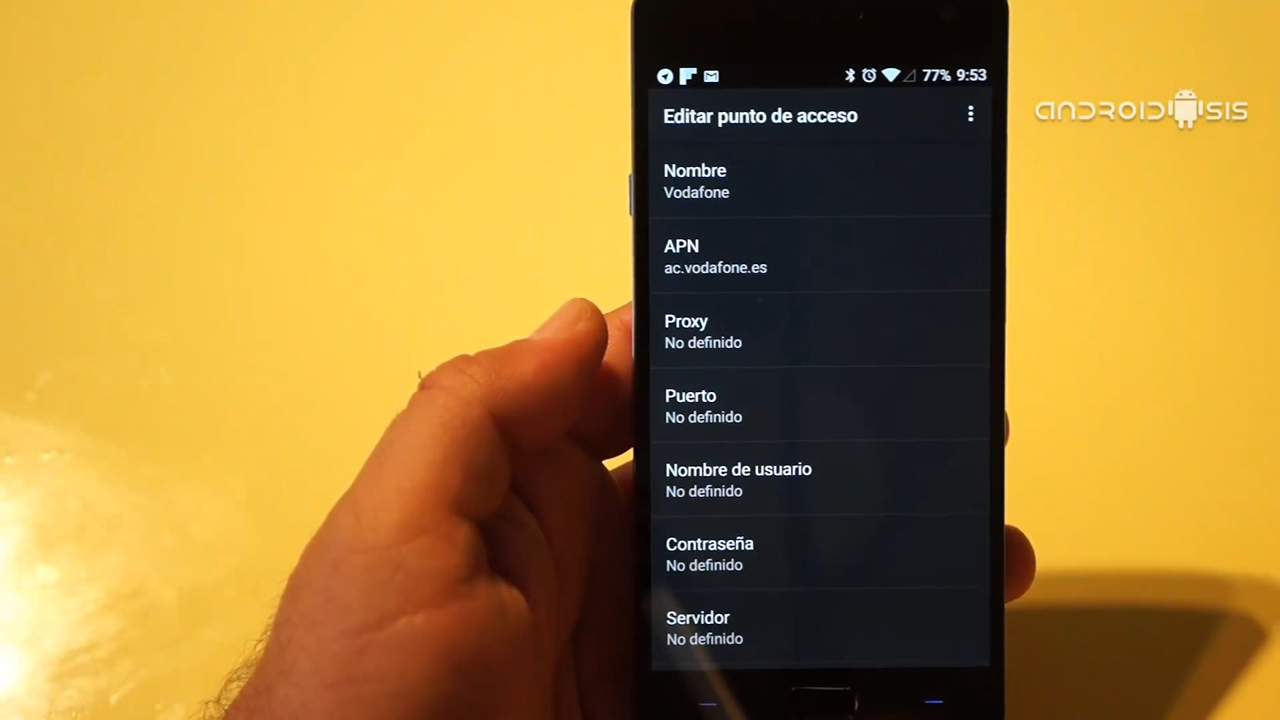 77% 9:53
Editar punto de acceso
Nombre
Vodafone
APN
ac.vodafone.es
Proxy
No definido
Puerto
No definido
Nombre de usuario
No definido
Contraseña
No definido
Servidor
No definido
ANDROIDSIS